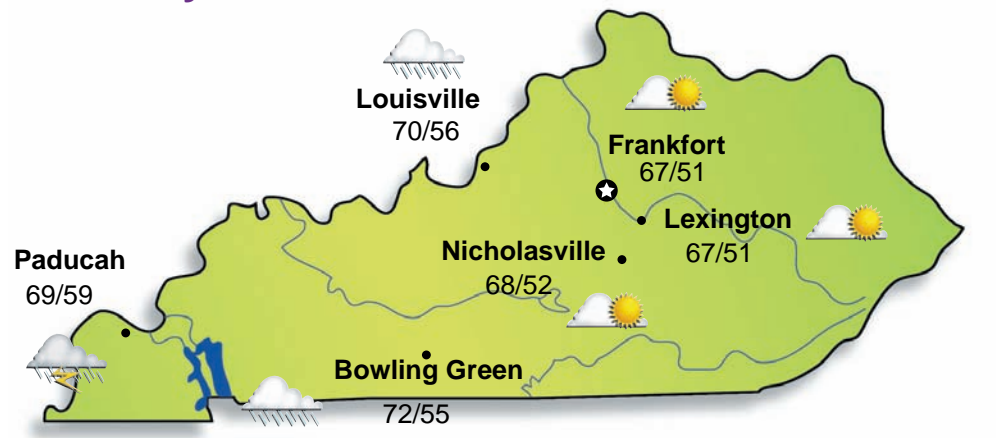 Louisville
70/56
Frankfort
67/51
Lexington
67/51
Nicholasville
68/52
Paducah
69/59
Bowling Green
72/55